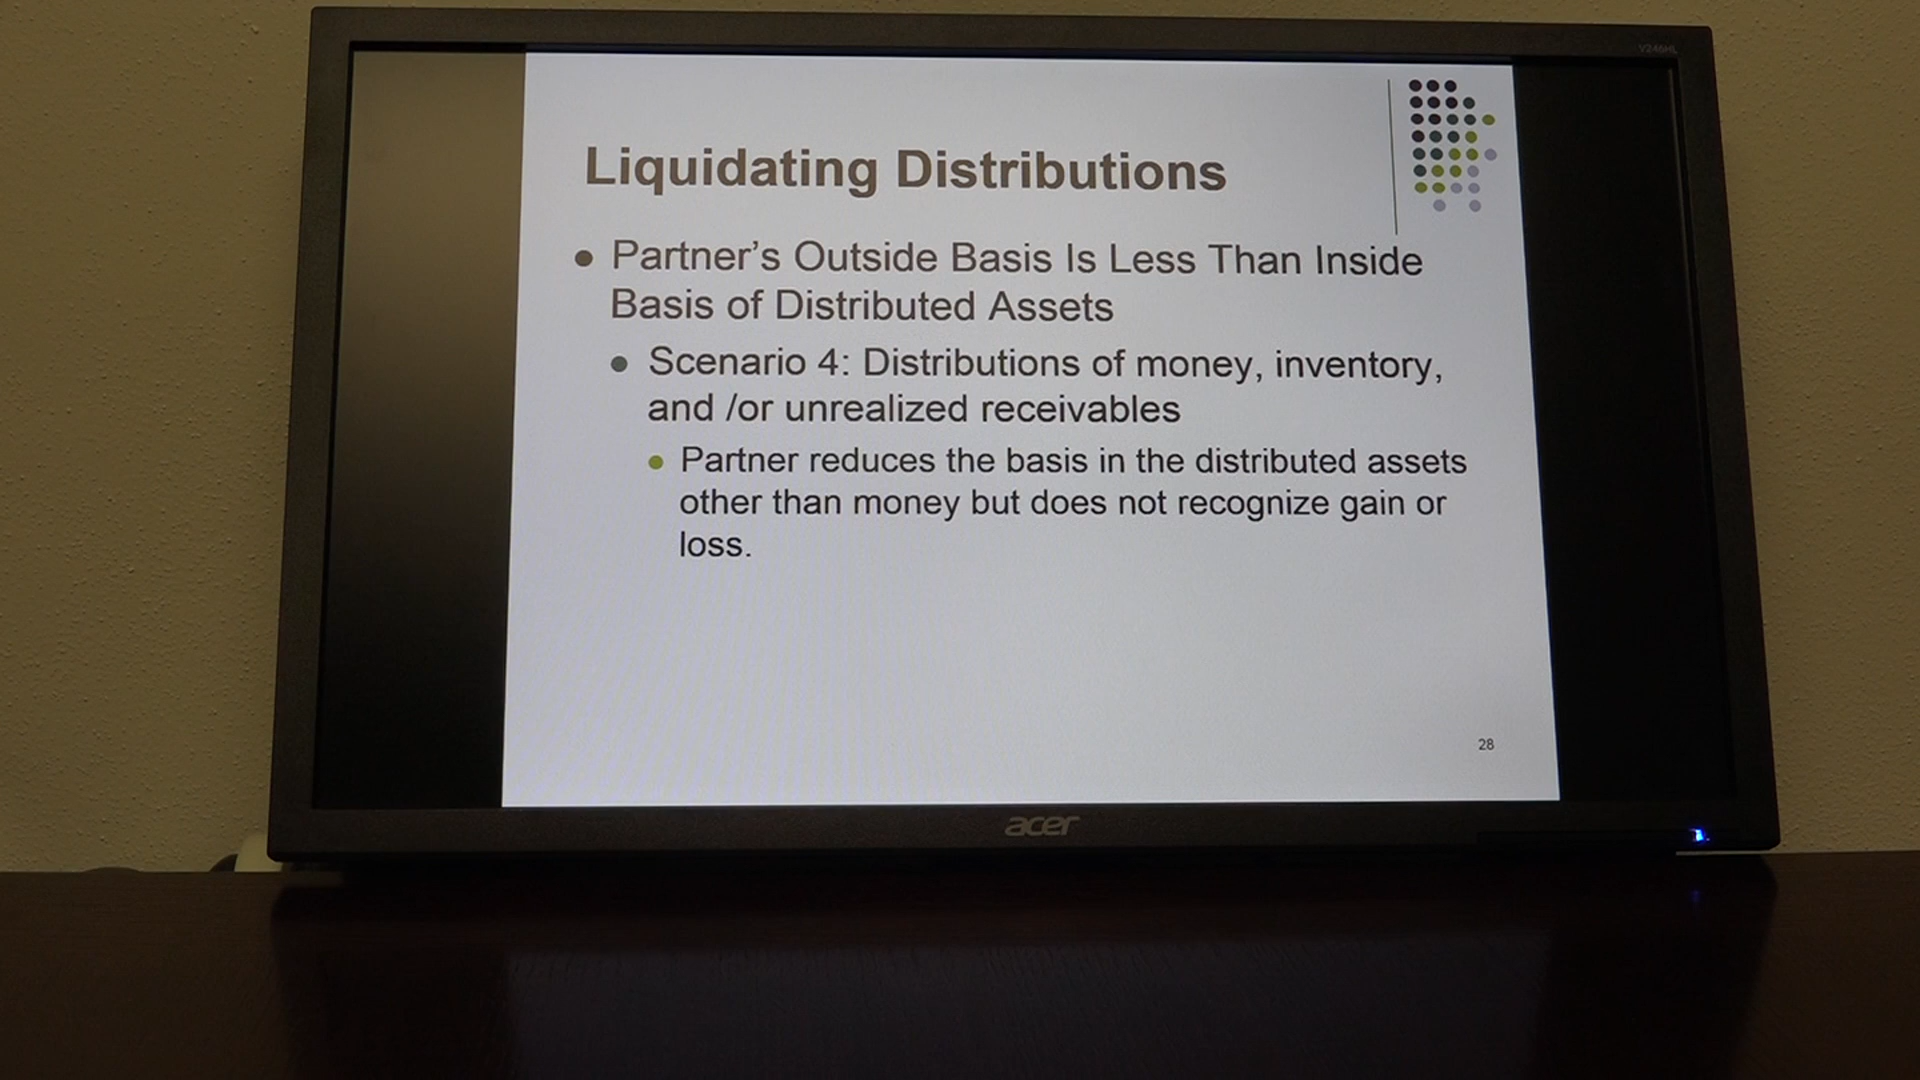 V246HL
Liquidating Distributions
● Partner’s Outside Basis Is Less Than Inside
Basis of Distributed Assets
● Scenario 4: Distributions of money, inventory,
and /or unrealized receivables
● Partner reduces the basis in the distributed assets
other than money but does not recognize gain or
loss.
28
acer